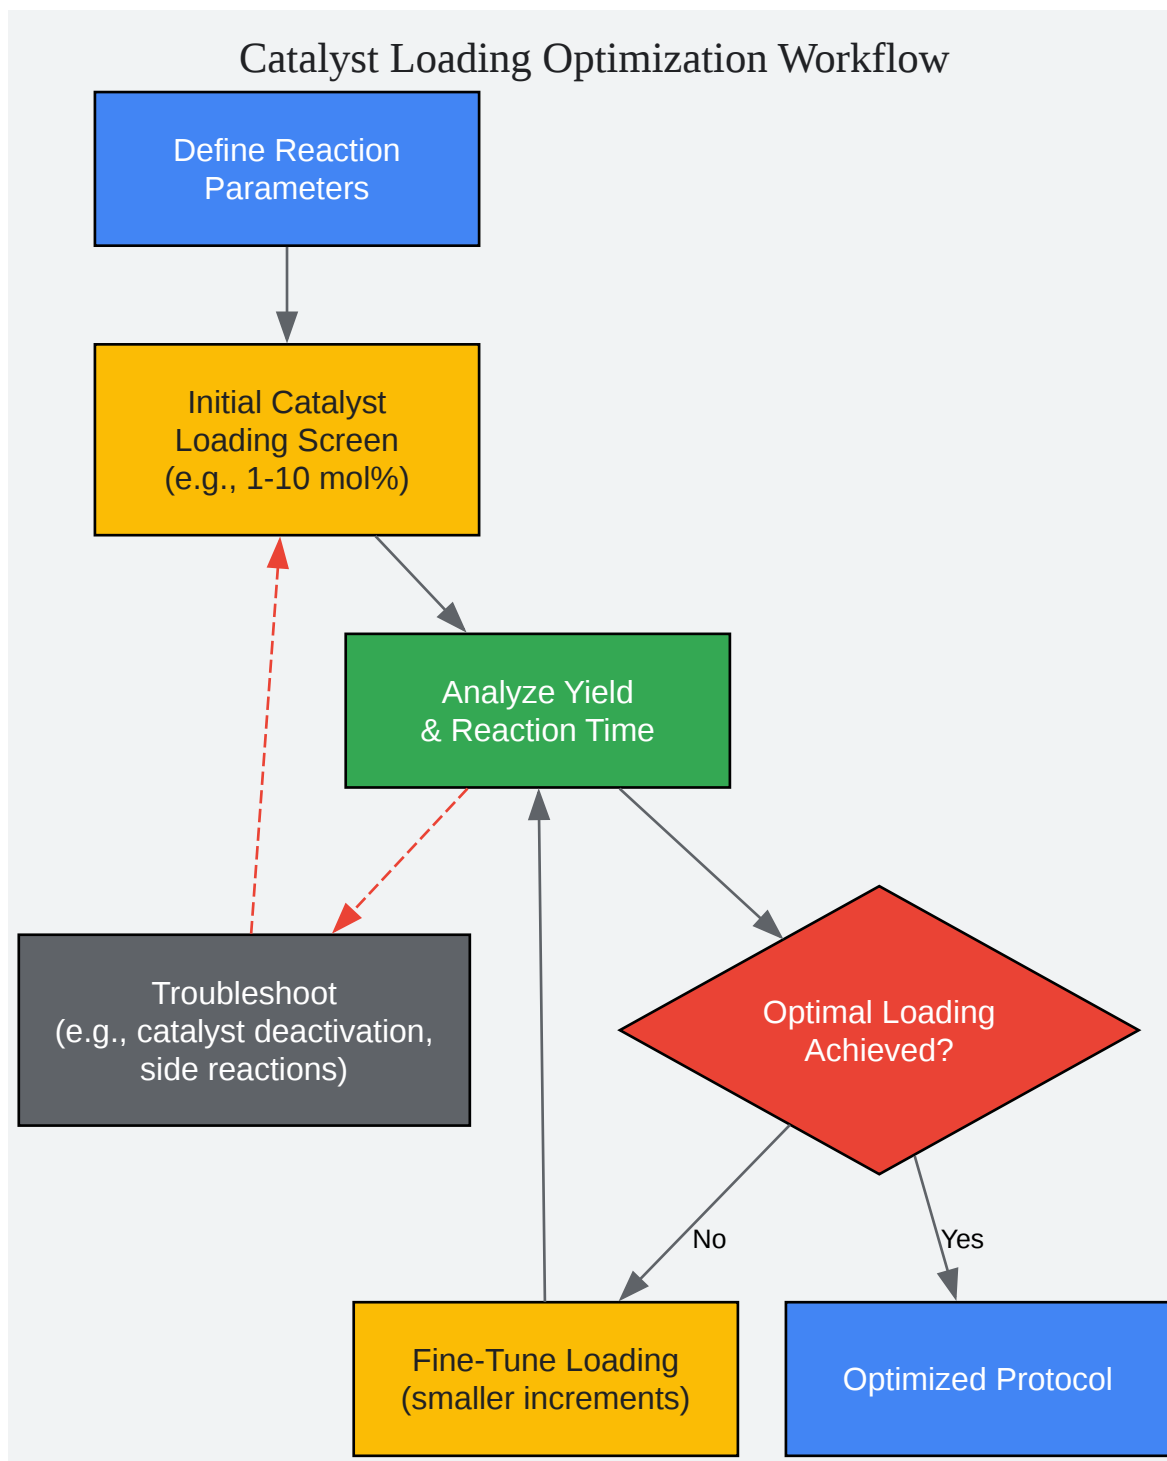 Catalyst Loading Optimization Workflow
Define Reaction
Parameters
Initial Catalyst
Loading Screen
(e.g., 1-10 mol%)
Analyze Yield
& Reaction Time
Troubleshoot
(e.g., catalyst deactivation,
side reactions)
Optimal Loading
Achieved?
No
Yes
Fine-Tune Loading
(smaller increments)
Optimized Protocol